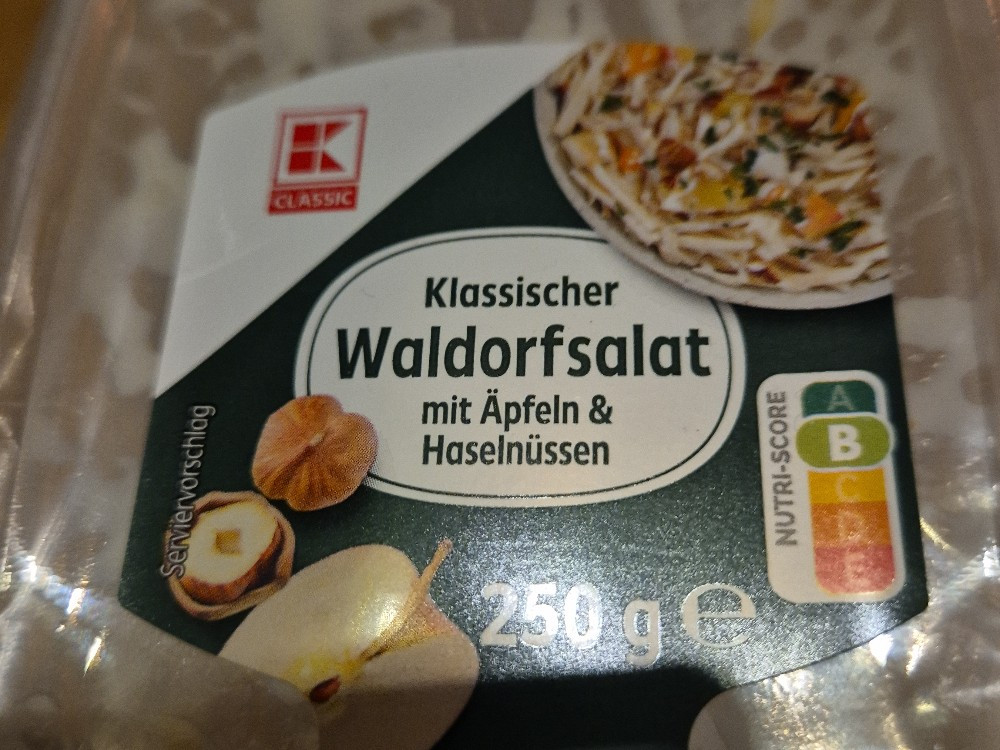 K
CLASSIC
Klassischer
Waldorfsalat
mit Äpfeln &
Haselnüssen
Serviervorschlag
NUTRI-SCORE
A
B
C
D
E
250 g e